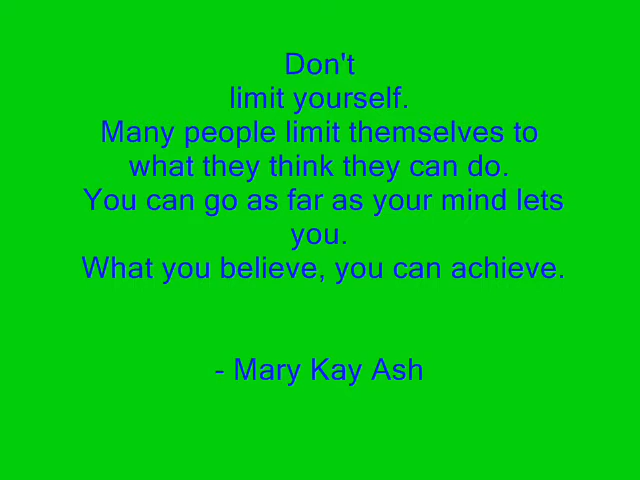 Don't
limit yourself.
Many people limit themselves to
what they think they can do.
You can go as far as your mind lets
you.
What you believe, you can achieve.
- Mary Kay Ash